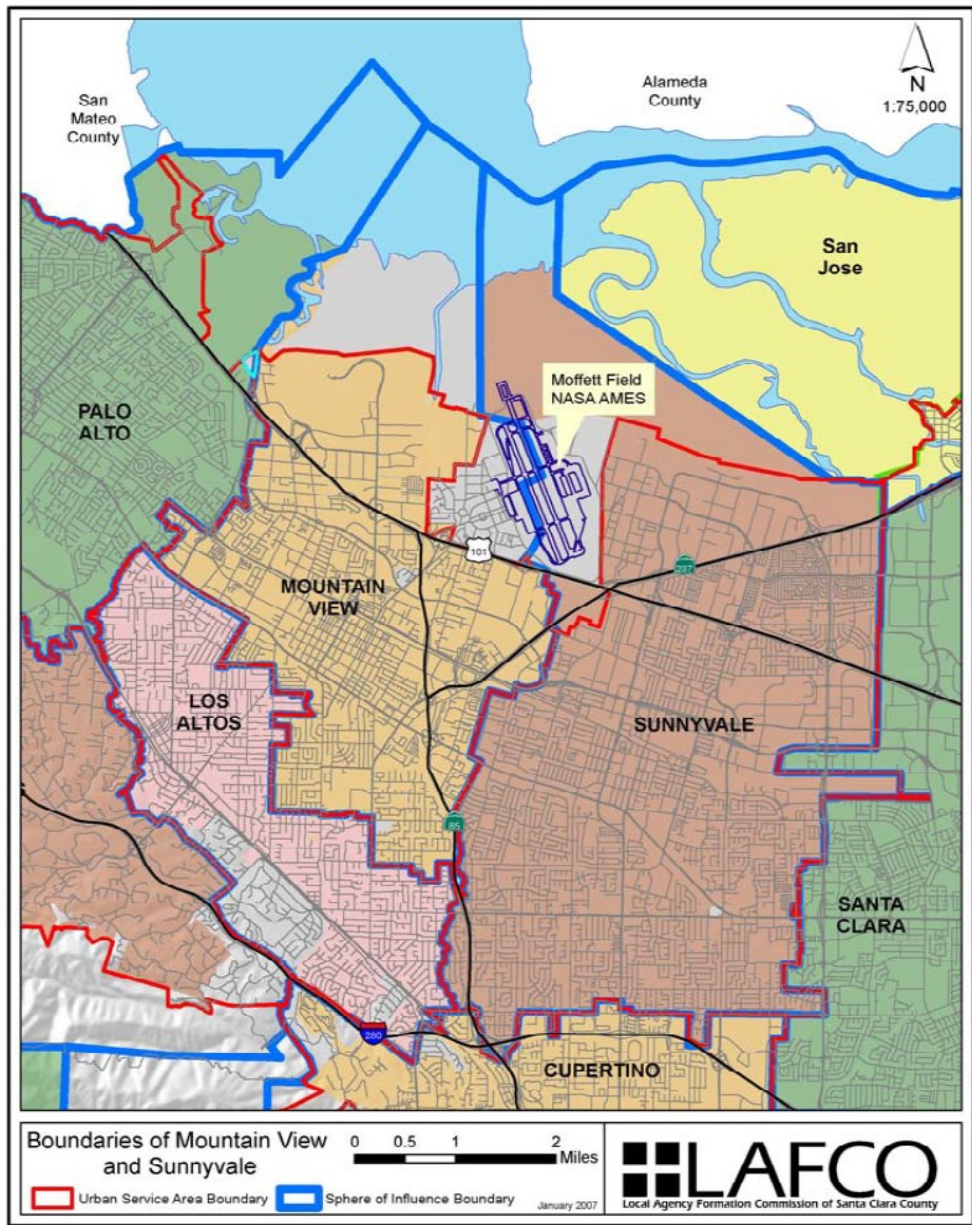 San
Mateo
County
Alameda
County
N
1:75,000
San
Jose
Moffett Field
NASA AMES
PALO
ALTO
101
237
MOUNTAIN
VIEW
LOS
ALTOS
SUNNYVALE
85
SANTA
CLARA
280
CUPERTINO
Boundaries of Mountain View
and Sunnyvale
0 0.5 1 2
Miles
Urban Service Area Boundary
Sphere of Influence Boundary
January 2007
LAFCO
Local Agency Formation Commission of Santa Clara County